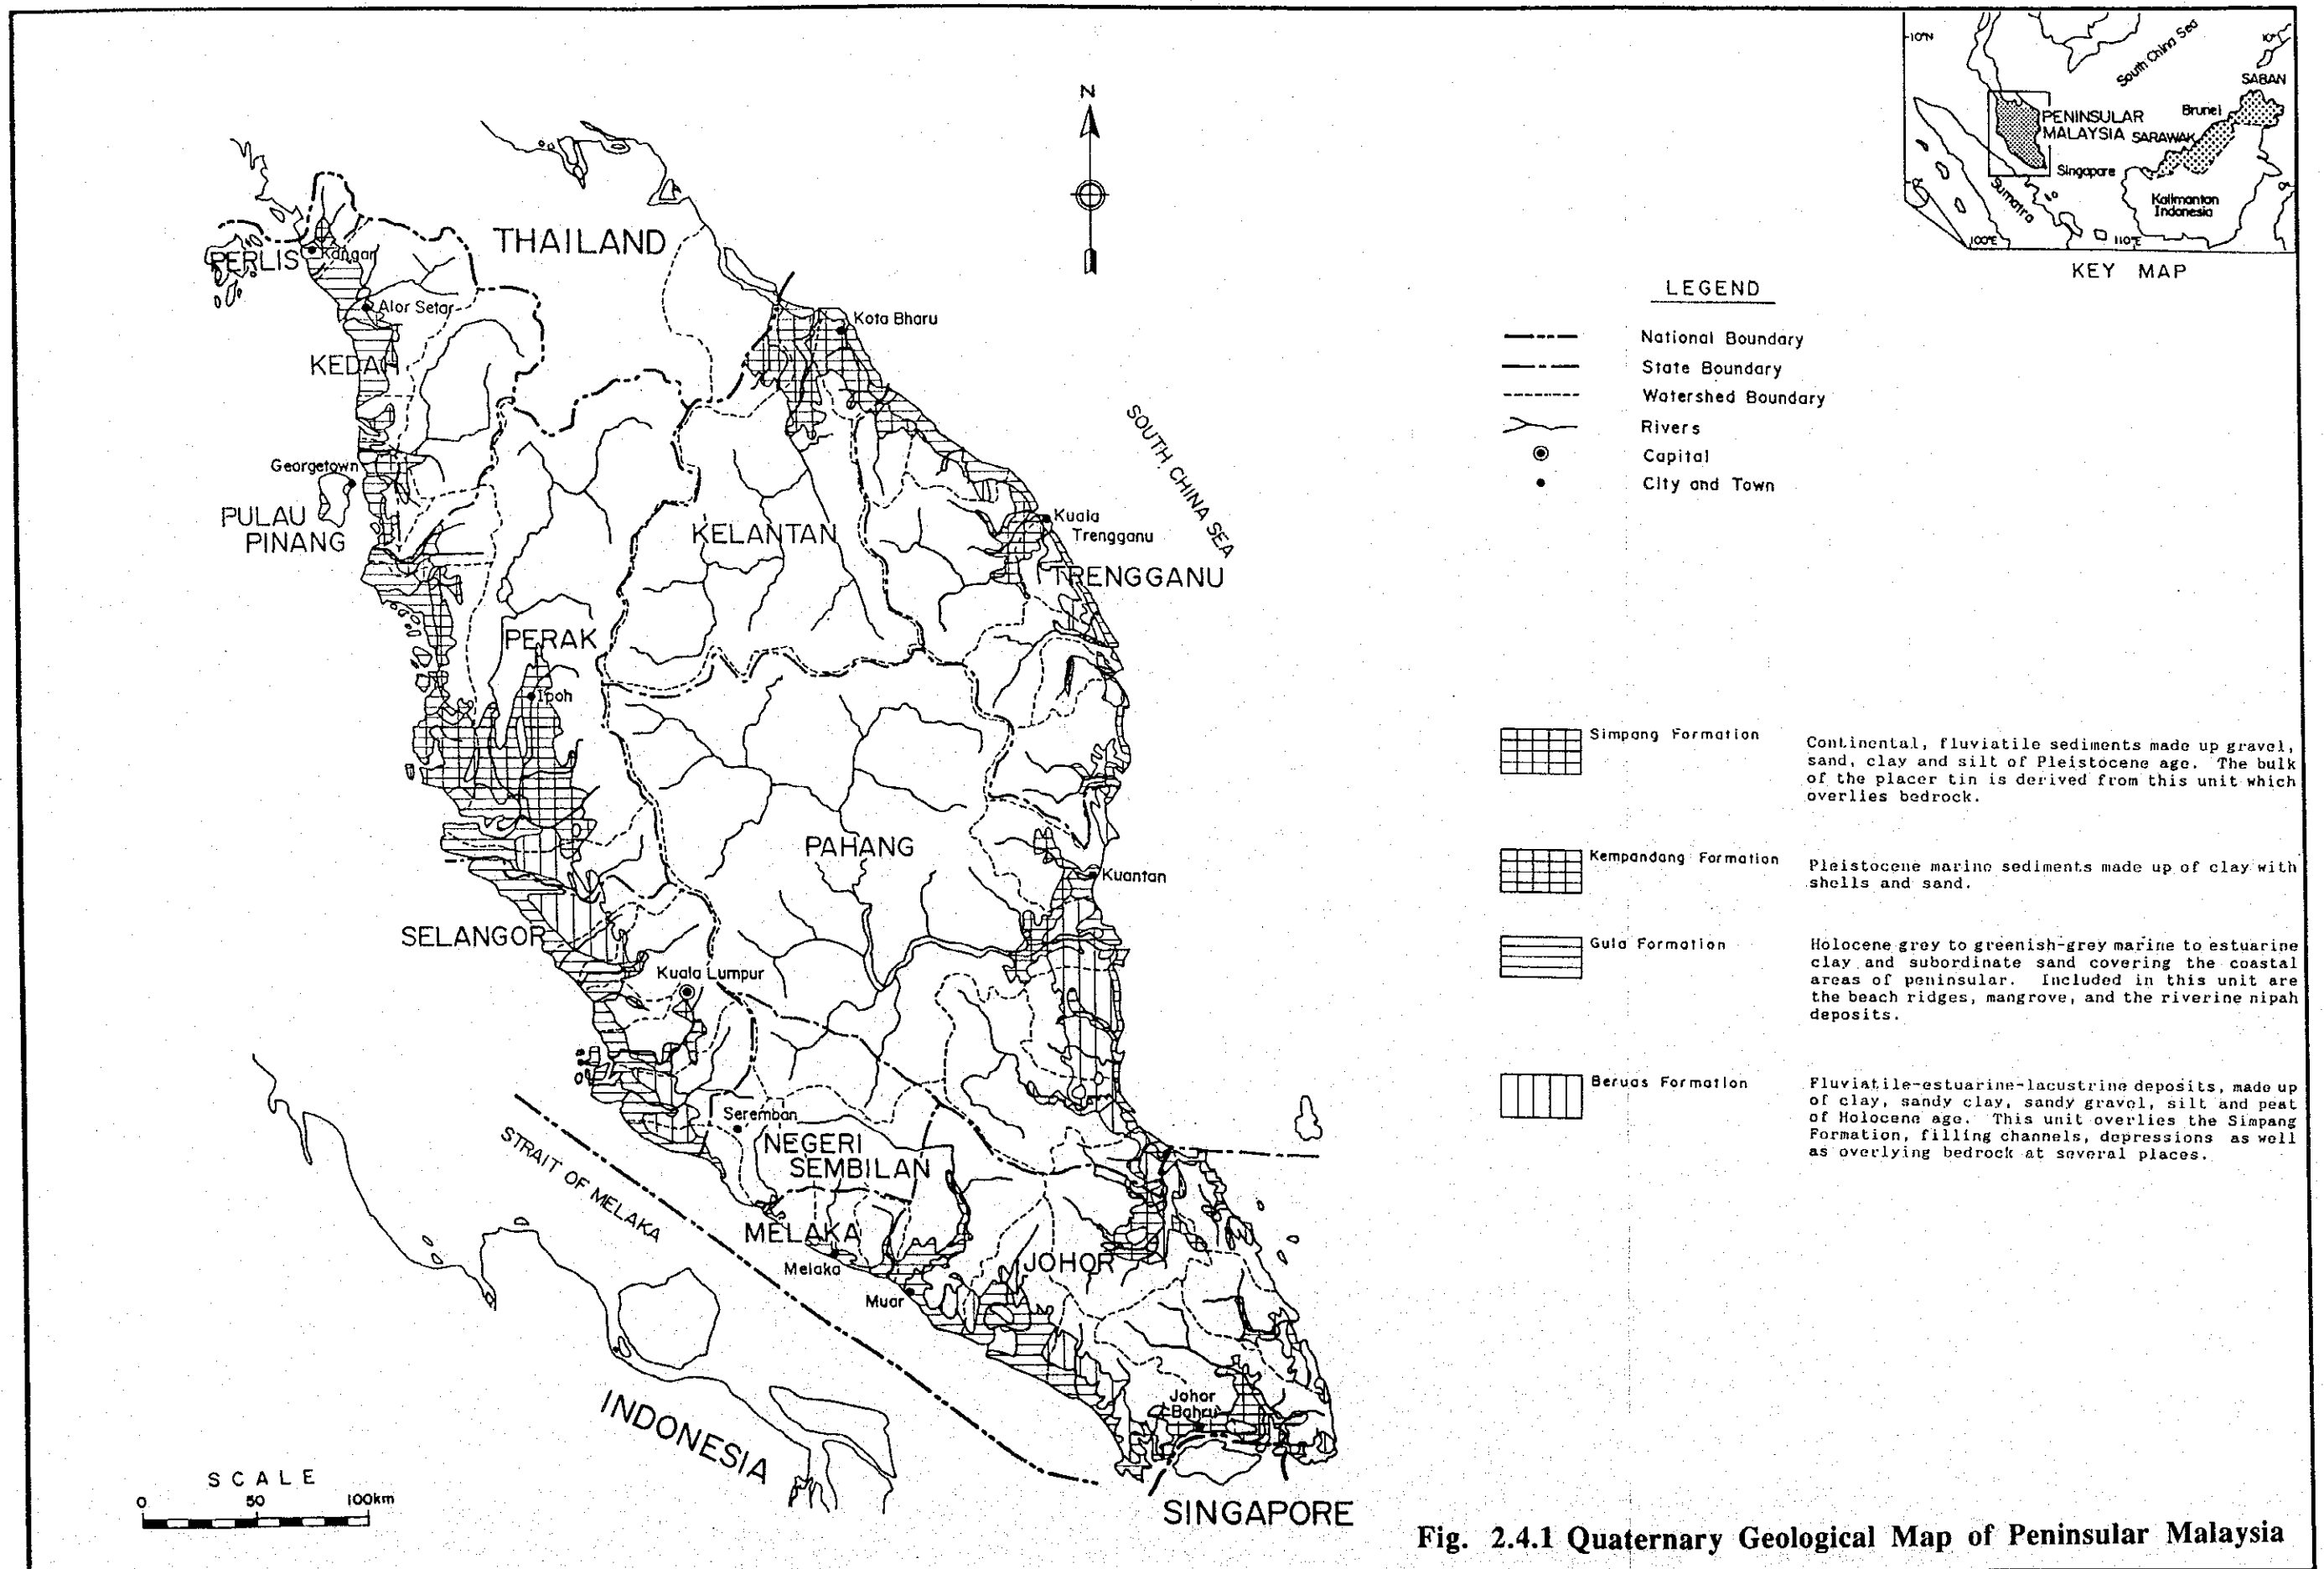 10°N
10°
South China Sea
SABAN
Brunei
PENINSULAR
MALAYSIA
SARAWAK
Singapore
Sumatra
Kalimantan
Indonesia
0°
0°
100°E
110°E
KEY MAP
N
THAILAND
PERLIS
Kangar
Alor Setar
Kota Bharu
KEDAH
Georgetown
PULAU
PINANG
SOUTH CHINA SEA
KELANTAN
Kuala
Trengganu
TRENGGANU
PERAK
Ipoh
PAHANG
Kuantan
SELANGOR
Kuala Lumpur
Seremban
NEGERI
SEMBILAN
STRAIT OF MELAKA
MELAKA
Melaka
Muar
JOHOR
Johor
Bahru
INDONESIA
SINGAPORE
SCALE
0 50 100km
LEGEND
National Boundary
State Boundary
Watershed Boundary
Rivers
Capital
City and Town
Simpang Formation
Continental, fluviatile sediments made up gravel,
sand, clay and silt of Pleistocene age. The bulk
of the placer tin is derived from this unit which
overlies bedrock.
Kempandang Formation
Pleistocene marine sediments made up of clay with
shells and sand.
Gula Formation
Holocene grey to greenish-grey marine to estuarine
clay and subordinate sand covering the coastal
areas of peninsular. Included in this unit are
the beach ridges, mangrove, and the riverine nipah
deposits.
Beruas Formation
Fluviatile-estuarine-lacustrine deposits, made up
of clay, sandy clay, sandy gravel, silt and peat
of Holocene age. This unit overlies the Simpang
Formation, filling channels, depressions as well
as overlying bedrock at several places.
Fig. 2.4.1 Quaternary Geological Map of Peninsular Malaysia